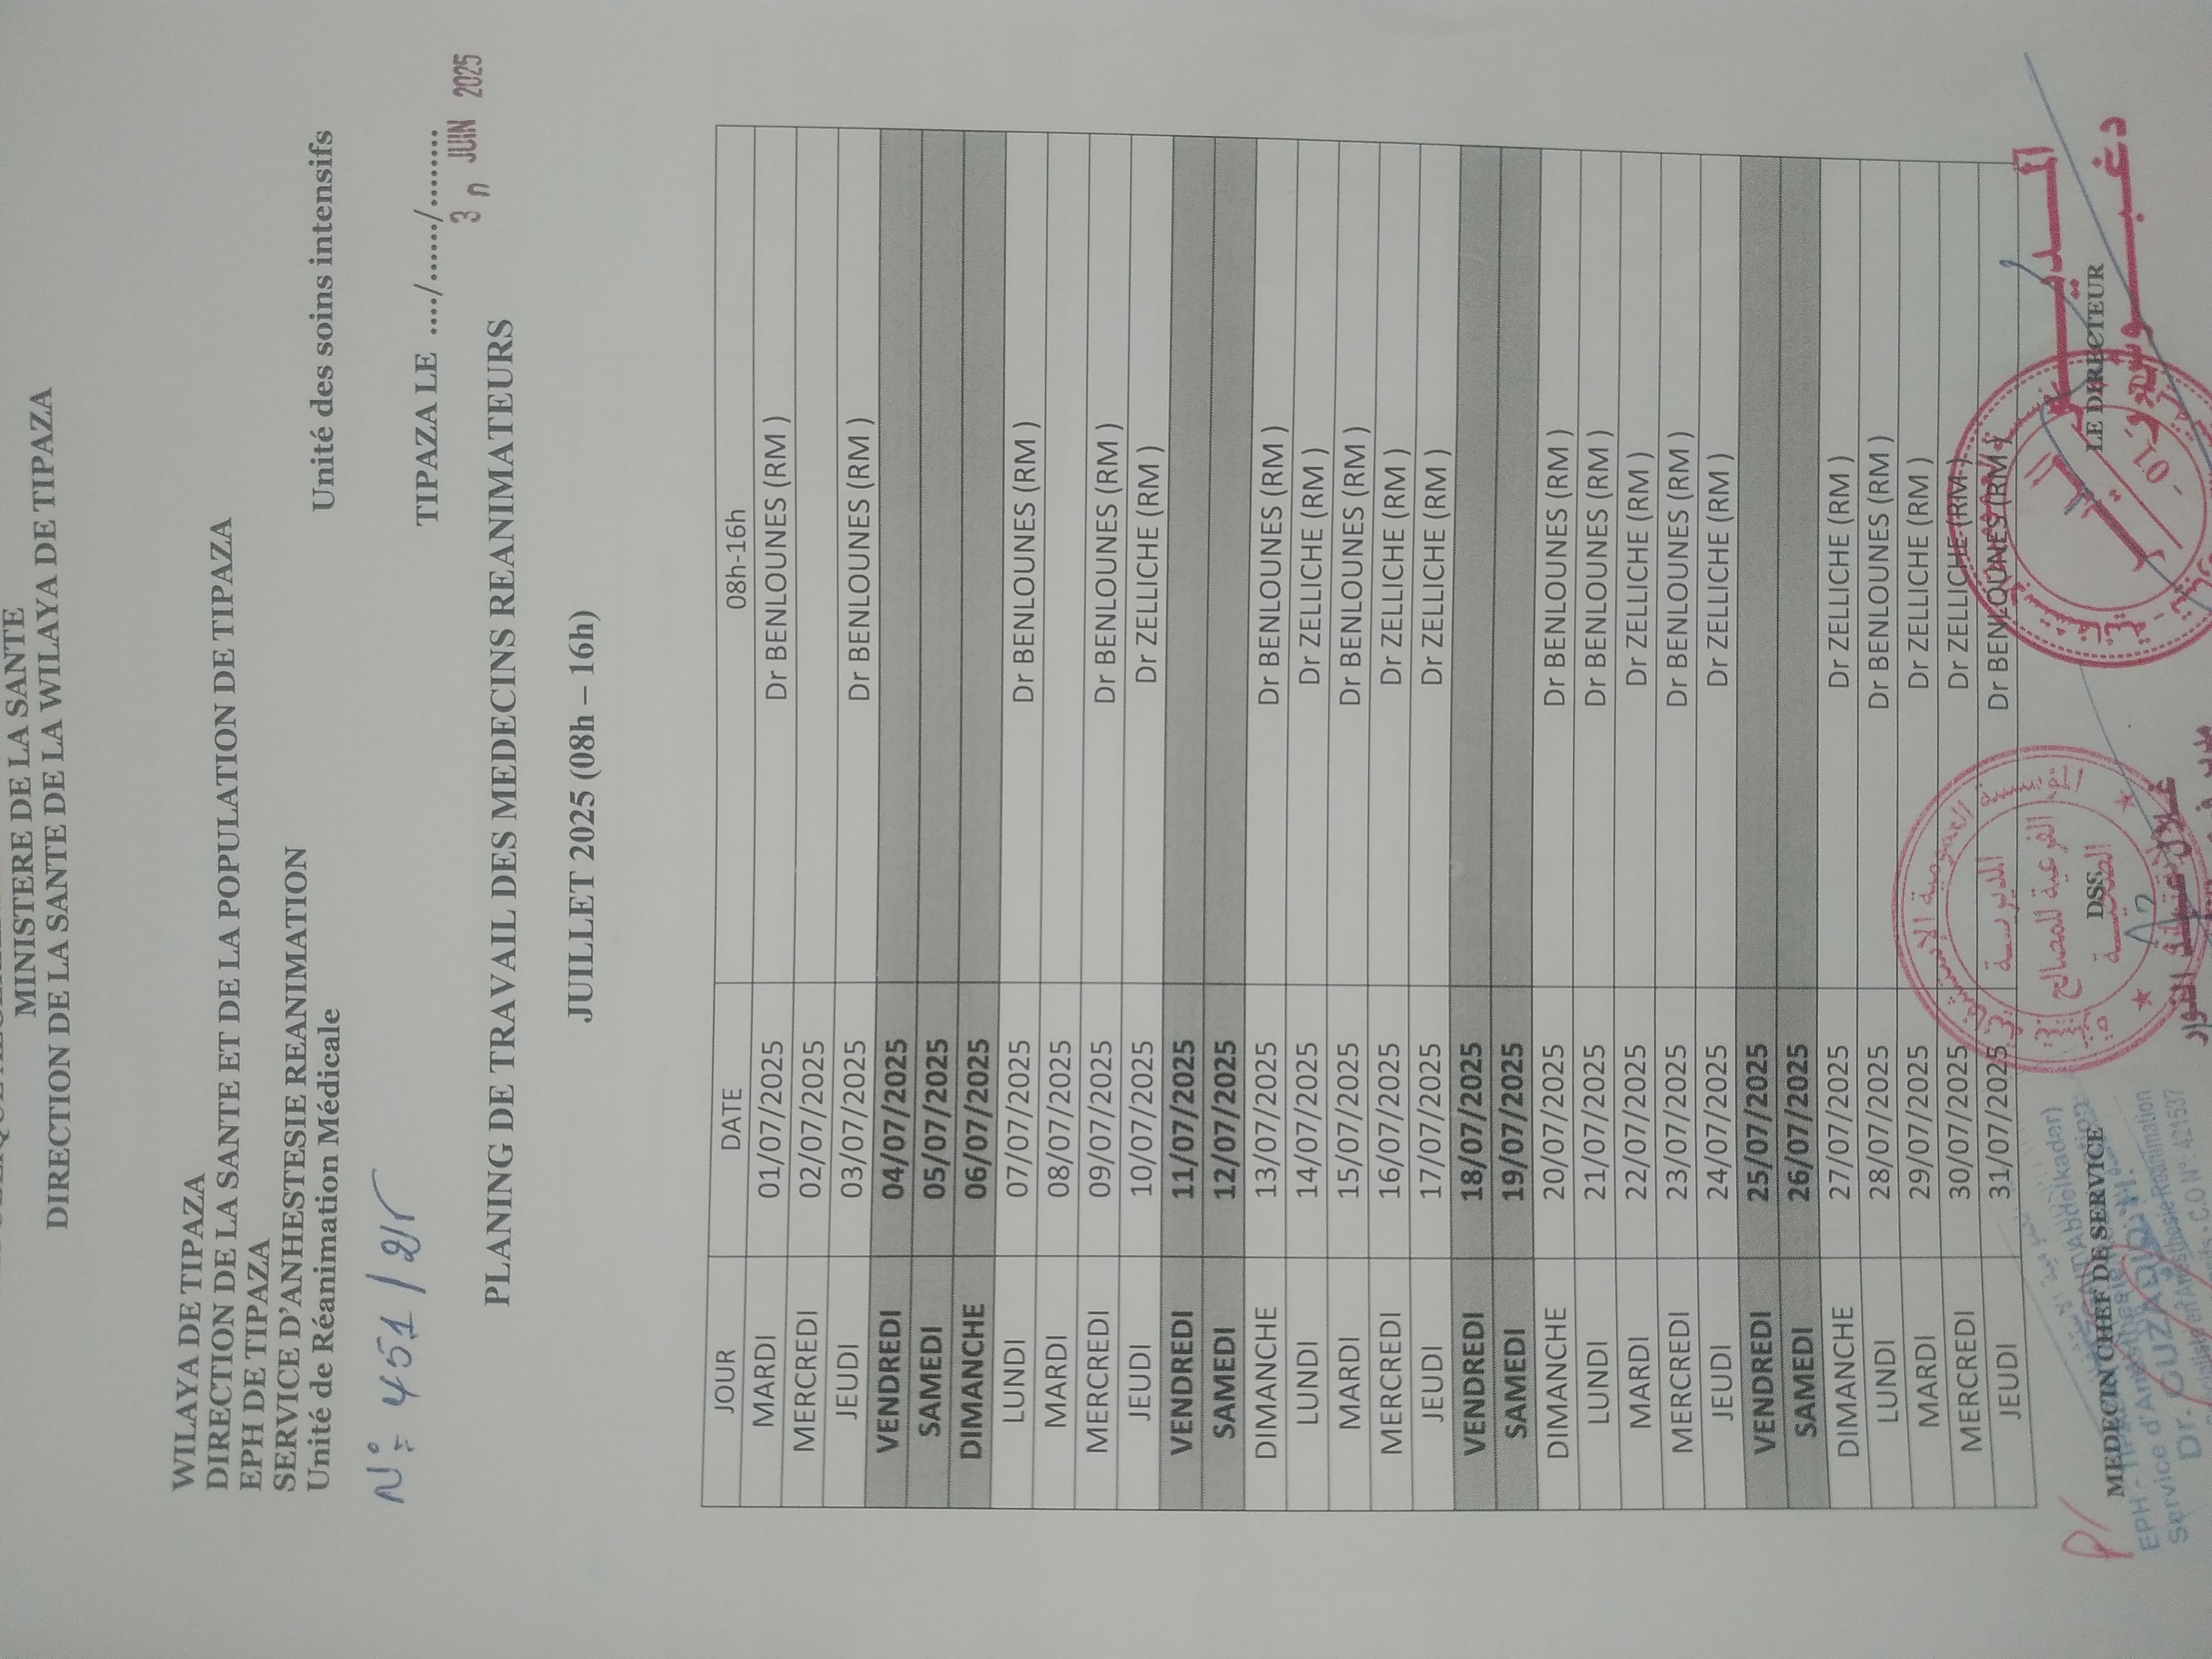 MINISTERE DE LA SANTE
DIRECTION DE LA SANTE DE LA WILAYA DE TIPAZA
WILAYA DE TIPAZA
DIRECTION DE LA SANTE ET DE LA POPULATION DE TIPAZA
EPH DE TIPAZA
SERVICE D'ANHESTESIE REANIMATION
Unité de Réanimation Médicale Unité des soins intensifs
N°: 451/25
TIPAZA LE ..../....../........
30 JUIN 2025
PLANING DE TRAVAIL DES MEDECINS REANIMATEURS
JUILLET 2025 (08h – 16h)
JOUR DATE 08h-16h
MARDI 01/07/2025 Dr BENLOUNES (RM )
MERCREDI 02/07/2025
JEUDI 03/07/2025 Dr BENLOUNES (RM )
VENDREDI 04/07/2025
SAMEDI 05/07/2025
DIMANCHE 06/07/2025
LUNDI 07/07/2025 Dr BENLOUNES (RM )
MARDI 08/07/2025
MERCREDI 09/07/2025 Dr BENLOUNES (RM )
JEUDI 10/07/2025 Dr ZELLICHE (RM )
VENDREDI 11/07/2025
SAMEDI 12/07/2025
DIMANCHE 13/07/2025 Dr BENLOUNES (RM )
LUNDI 14/07/2025 Dr ZELLICHE (RM )
MARDI 15/07/2025 Dr BENLOUNES (RM )
MERCREDI 16/07/2025 Dr ZELLICHE (RM )
JEUDI 17/07/2025 Dr ZELLICHE (RM )
VENDREDI 18/07/2025
SAMEDI 19/07/2025
DIMANCHE 20/07/2025 Dr BENLOUNES (RM )
LUNDI 21/07/2025 Dr BENLOUNES (RM )
MARDI 22/07/2025 Dr ZELLICHE (RM )
MERCREDI 23/07/2025 Dr BENLOUNES (RM )
JEUDI 24/07/2025 Dr ZELLICHE (RM )
VENDREDI 25/07/2025
SAMEDI 26/07/2025
DIMANCHE 27/07/2025 Dr ZELLICHE (RM )
LUNDI 28/07/2025 Dr BENLOUNES (RM )
MARDI 29/07/2025 Dr ZELLICHE (RM )
MERCREDI 30/07/2025 Dr ZELLICHE (RM )
JEUDI 31/07/2025 Dr BENLOUNES (RM )
MEDECIN CHEF DE SERVICE DSS LE DIRECTEUR
P/
Abdelkader)
EPH - 
Service d'Anesthésie Réanimation
Dr. OUZADIDI.H.
Spécialiste en Anesthésie Réanimation
C.O N°: 421537
المؤسسة العمومية الإستشفائية بتيبازة
المديرية
الفرعية للمصالح
الصحية
المدير
01
المديــر